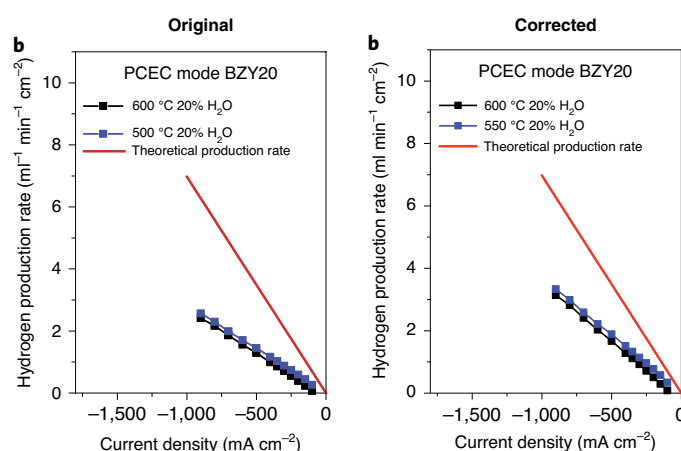 Original
b
Hydrogen production rate (ml⁻¹ min⁻¹ cm⁻²)
10
8
6
4
2
0
PCEC mode BZY20
600 °C 20% H₂O
500 °C 20% H₂O
Theoretical production rate
–1,500 –1,000 –500 0
Current density (mA cm⁻²)
Corrected
b
Hydrogen production rate (ml min⁻¹ cm⁻²)
10
8
6
4
2
0
PCEC mode BZY20
600 °C 20% H₂O
550 °C 20% H₂O
Theoretical production rate
–1,500 –1,000 –500 0
Current density (mA cm⁻²)